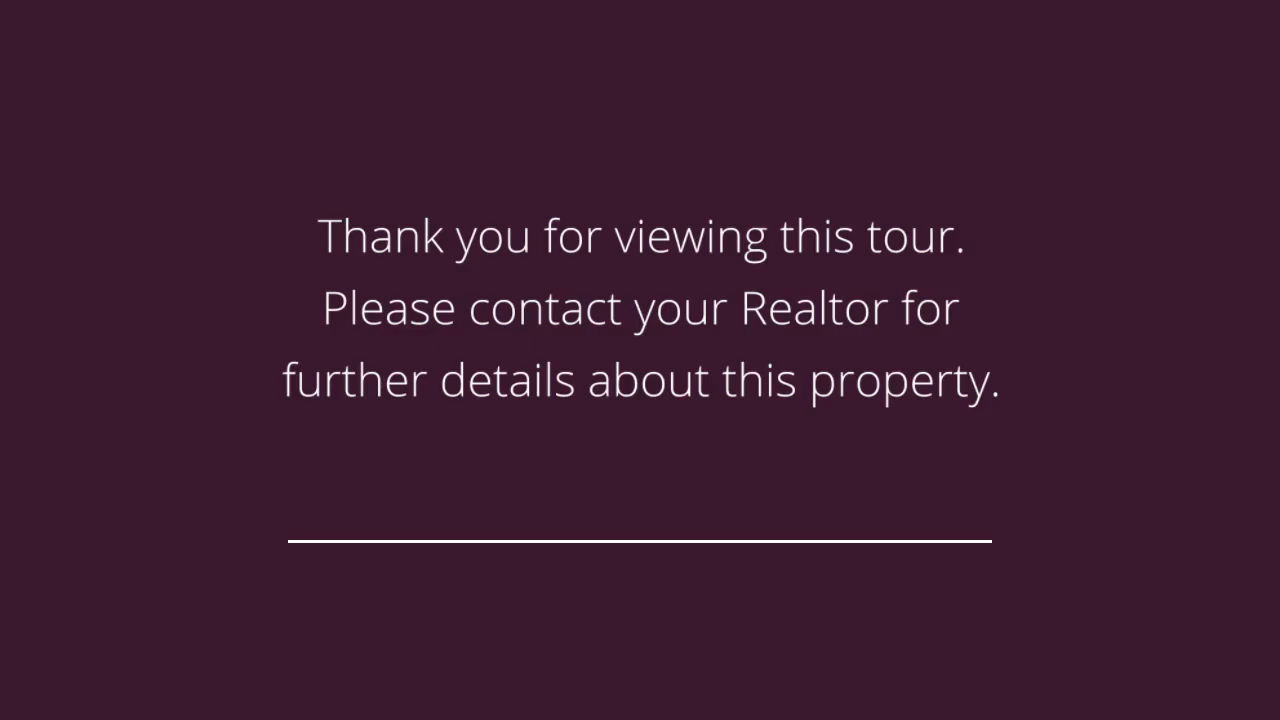 Thank you for viewing this tour.
Please contact your Realtor for
further details about this property.